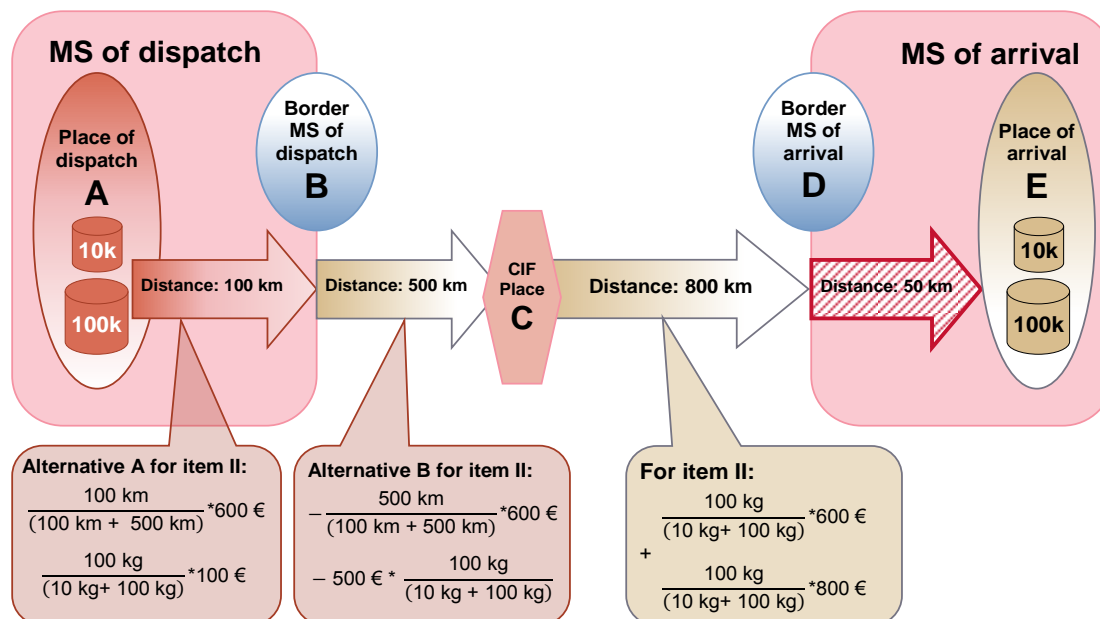 MS of dispatch
MS of arrival
Place of
dispatch
A
10k
100k
Border
MS of
dispatch
B
Border
MS of
arrival
D
Place of
arrival
E
10k
100k
Distance: 100 km
Distance: 500 km
CIF
Place
C
Distance: 800 km
Distance: 50 km
Alternative A for item II:
100 km
(100 km + 500 km) *600 €
100 kg
(10 kg+ 100 kg) *100 €
Alternative B for item II:
− 500 km
(100 km + 500 km) *600 €
− 500 € * 100 kg
(10 kg + 100 kg)
For item II:
100 kg
(10 kg+ 100 kg) *600 €
+
100 kg
(10 kg+ 100 kg) *800 €